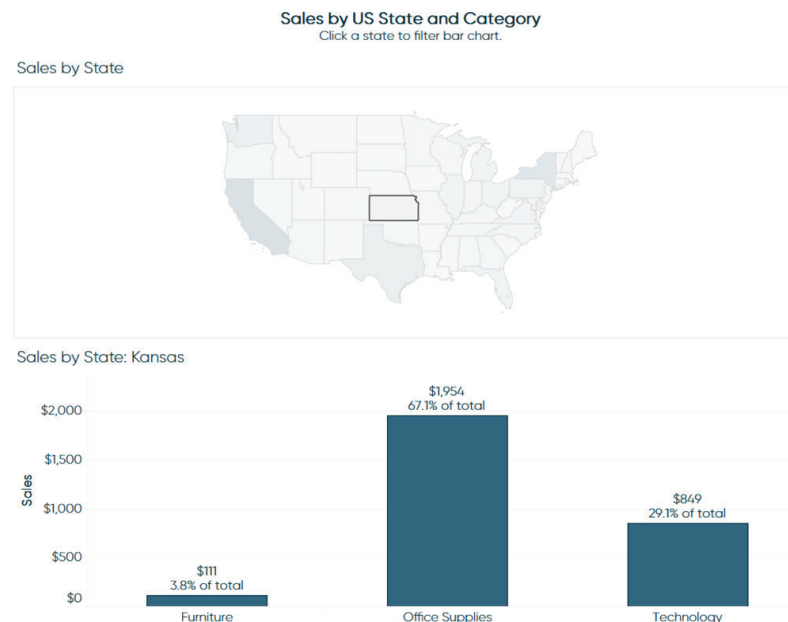 Sales by US State and Category
Click a state to filter bar chart.
Sales by State
Sales by State: Kansas
$1,954
67.1% of total
$2,000
$1,500
$849
29.1% of total
Sales
$1,000
$500
$111
3.8% of total
$0
Furniture
Office Supplies
Technology